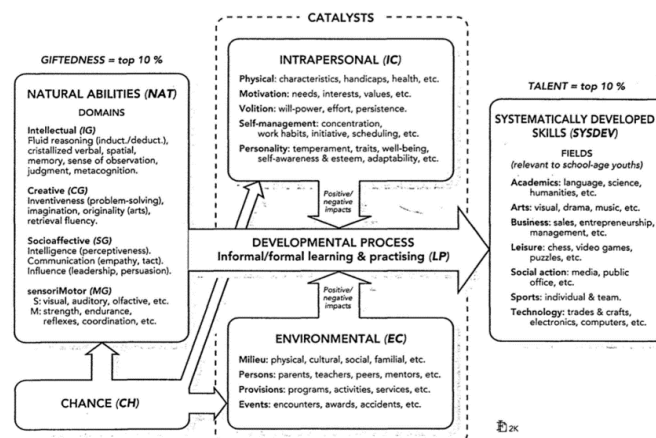 CATALYSTS
GIFTEDNESS = top 10 %
NATURAL ABILITIES (NAT)
DOMAINS
Intellectual (IG)
Fluid reasoning (induct./deduct.),
cristallized verbal, spatial,
memory, sense of observation,
judgment, metacognition.
Creative (CG)
Inventiveness (problem-solving),
imagination, originality (arts),
retrieval fluency.
Socioaffective (SG)
Intelligence (perceptiveness).
Communication (empathy, tact).
Influence (leadership, persuasion).
sensoriMotor (MG)
S: visual, auditory, olfactive, etc.
M: strength, endurance,
reflexes, coordination, etc.
CHANCE (CH)
INTRAPERSONAL (IC)
Physical: characteristics, handicaps, health, etc.
Motivation: needs, interests, values, etc.
Volition: will-power, effort, persistence.
Self-management: concentration,
work habits, initiative, scheduling, etc.
Personality: temperament, traits, well-being,
self-awareness & esteem, adaptability, etc.
Positive/
negative
impacts
DEVELOPMENTAL PROCESS
Informal/formal learning & practising (LP)
Positive/
negative
impacts
ENVIRONMENTAL (EC)
Milieu: physical, cultural, social, familial, etc.
Persons: parents, teachers, peers, mentors, etc.
Provisions: programs, activities, services, etc.
Events: encounters, awards, accidents, etc.
TALENT = top 10 %
SYSTEMATICALLY DEVELOPED
SKILLS (SYSDEV)
FIELDS
(relevant to school-age youths)
Academics: language, science,
humanities, etc.
Arts: visual, drama, music, etc.
Business: sales, entrepreneurship,
management, etc.
Leisure: chess, video games,
puzzles, etc.
Social action: media, public
office, etc.
Sports: individual & team.
Technology: trades & crafts,
electronics, computers, etc.
2K